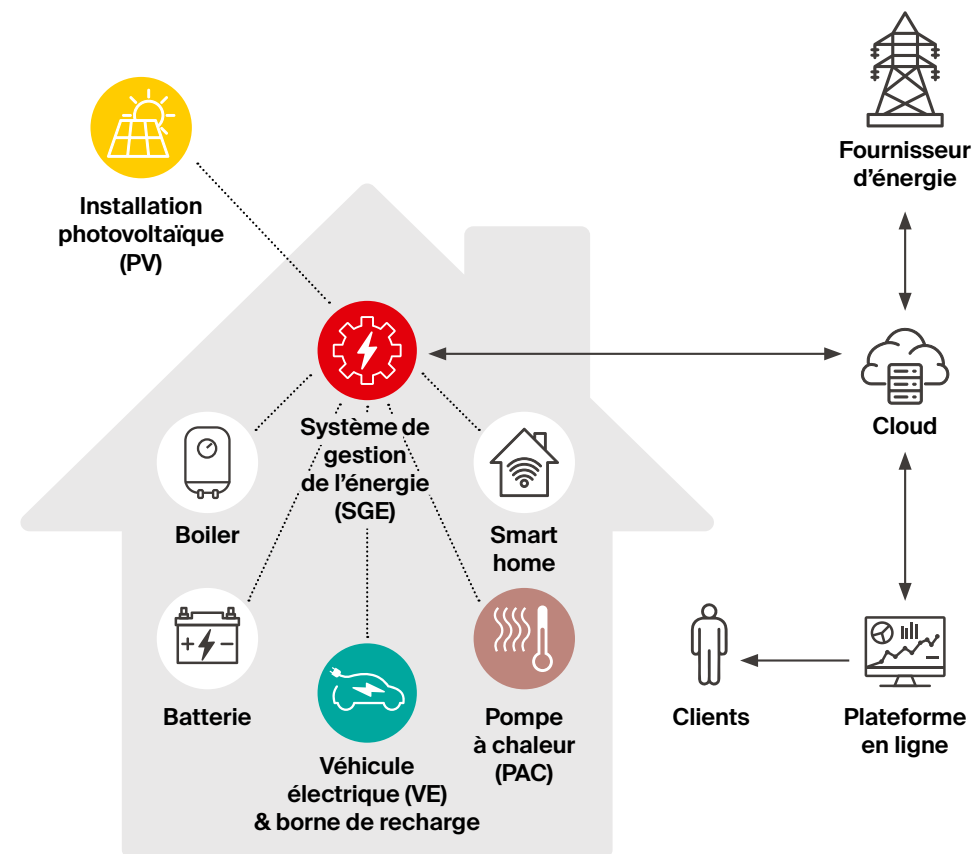 Fournisseur
d’énergie
Installation
photovoltaïque
(PV)
Système de
gestion
de l’énergie
(SGE)
Cloud
Boiler
Smart
home
Batterie
Véhicule
électrique (VE)
& borne de recharge
Pompe
à chaleur
(PAC)
Clients
Plateforme
en ligne